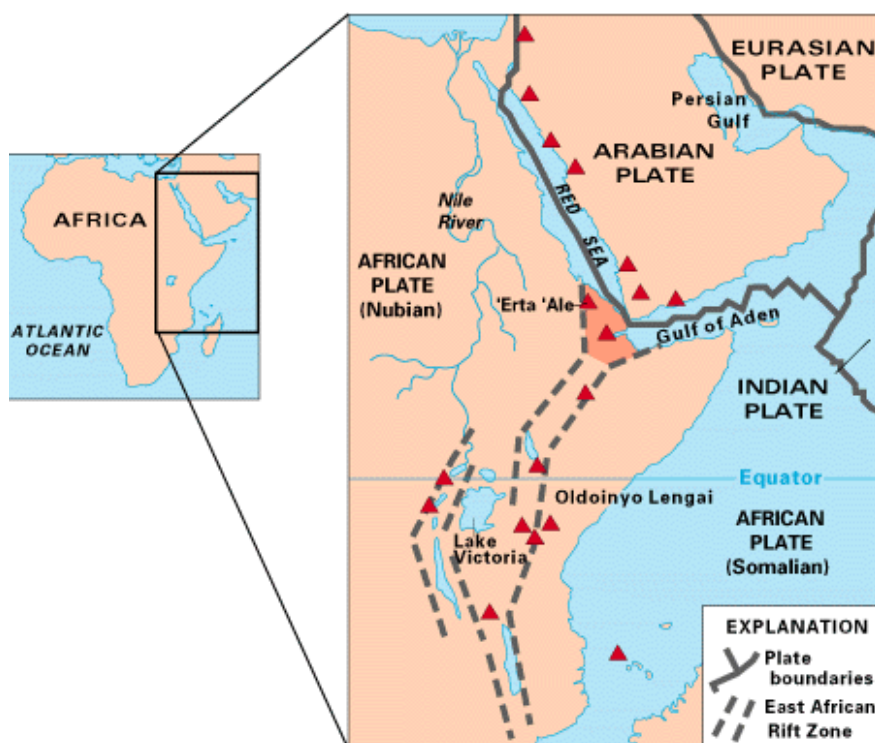 AFRICA
ATLANTIC
OCEAN
EURASIAN
PLATE
Persian
Gulf
ARABIAN
PLATE
Nile
River
RED
SEA
AFRICAN
PLATE
(Nubian)
'Erta 'Ale
Gulf of Aden
INDIAN
PLATE
Equator
Oldoinyo Lengai
Lake
Victoria
AFRICAN
PLATE
(Somalian)
EXPLANATION
Plate
boundaries
East African
Rift Zone